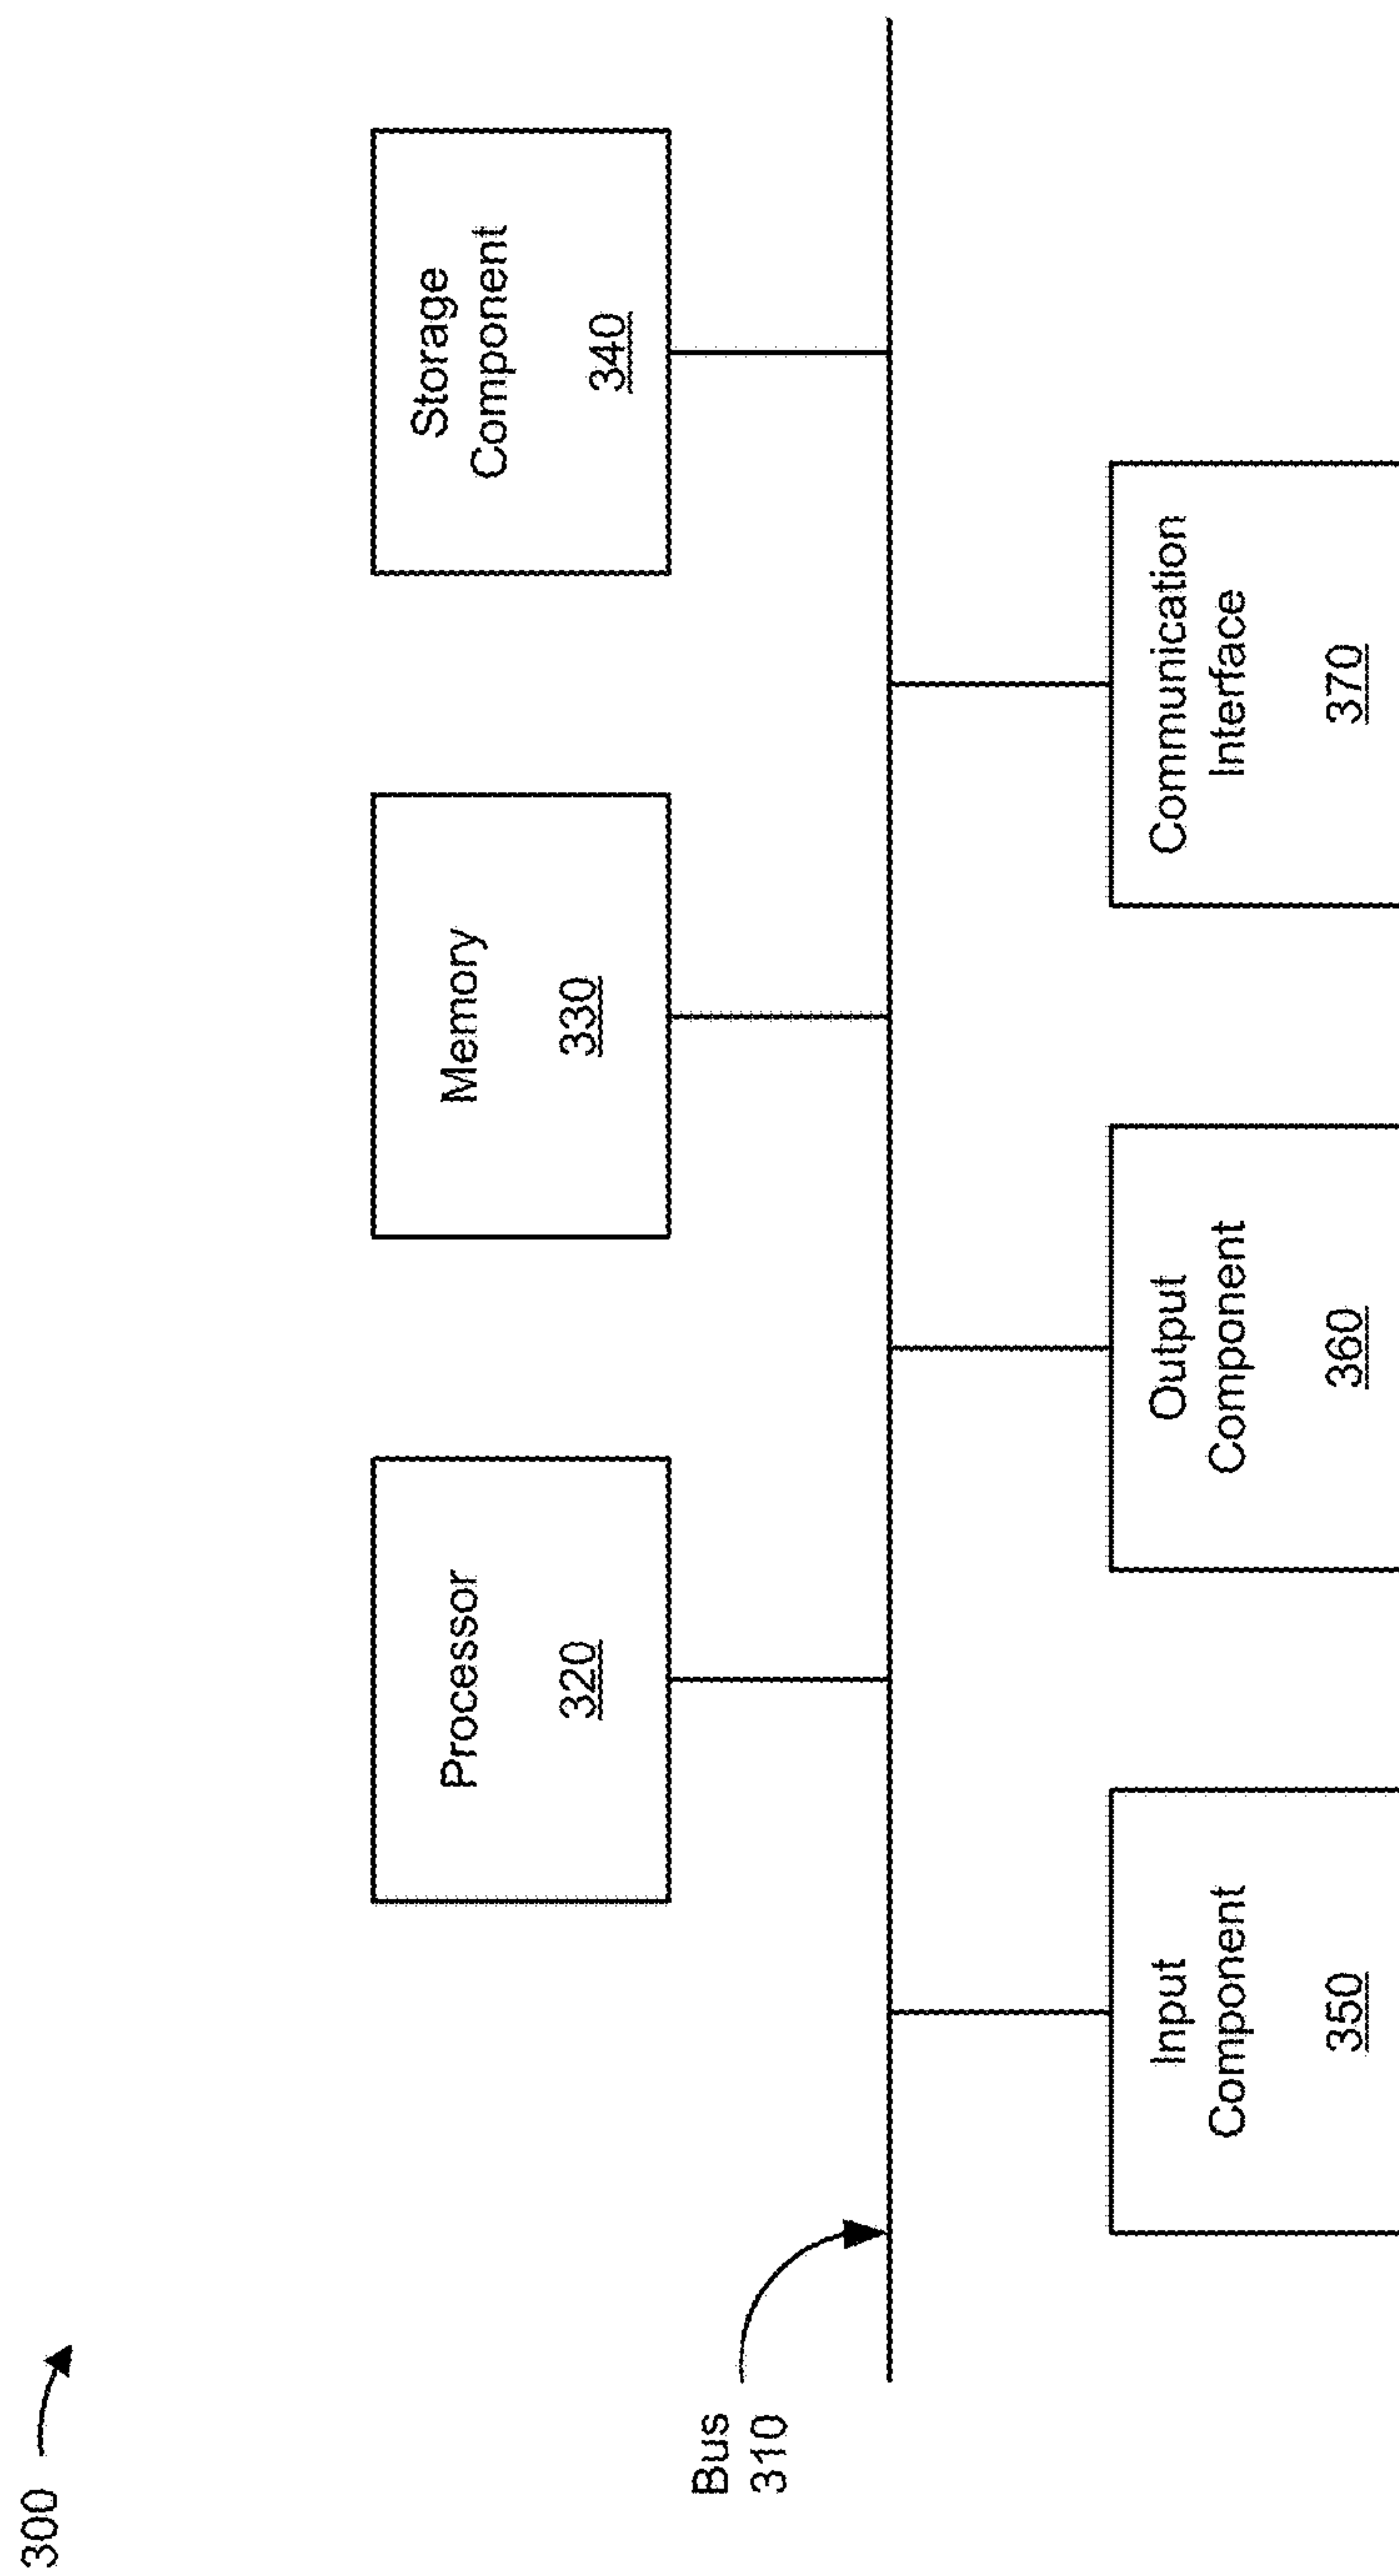 300
Processor
320
Memory
330
Storage
Component
340
Bus
310
Input
Component
350
Output
Component
360
Communication
Interface
370